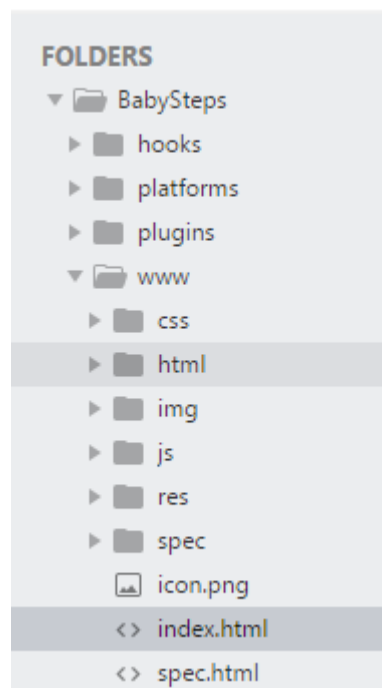 FOLDERS
BabySteps
hooks
platforms
plugins
www
css
html
img
js
res
spec
icon.png
index.html
spec.html